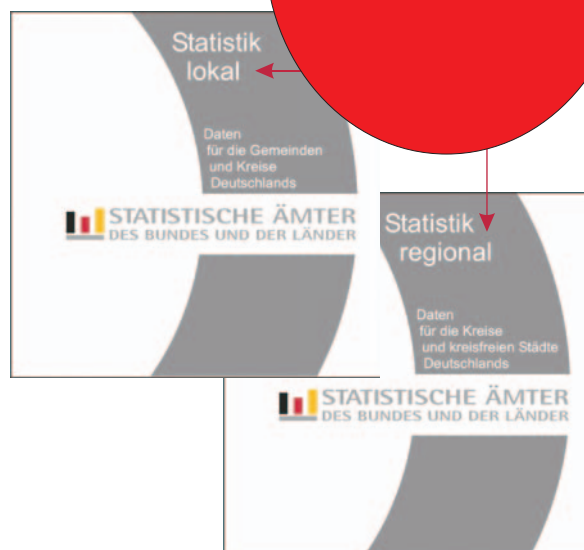 Statistik
lokal
Daten
für die Gemeinden
und Kreise
Deutschlands
STATISTISCHE ÄMTER
DES BUNDES UND DER LÄNDER
Statistik
regional
Daten
für die Kreise
und kreisfreien Städte
Deutschlands
STATISTISCHE ÄMTER
DES BUNDES UND DER LÄNDER